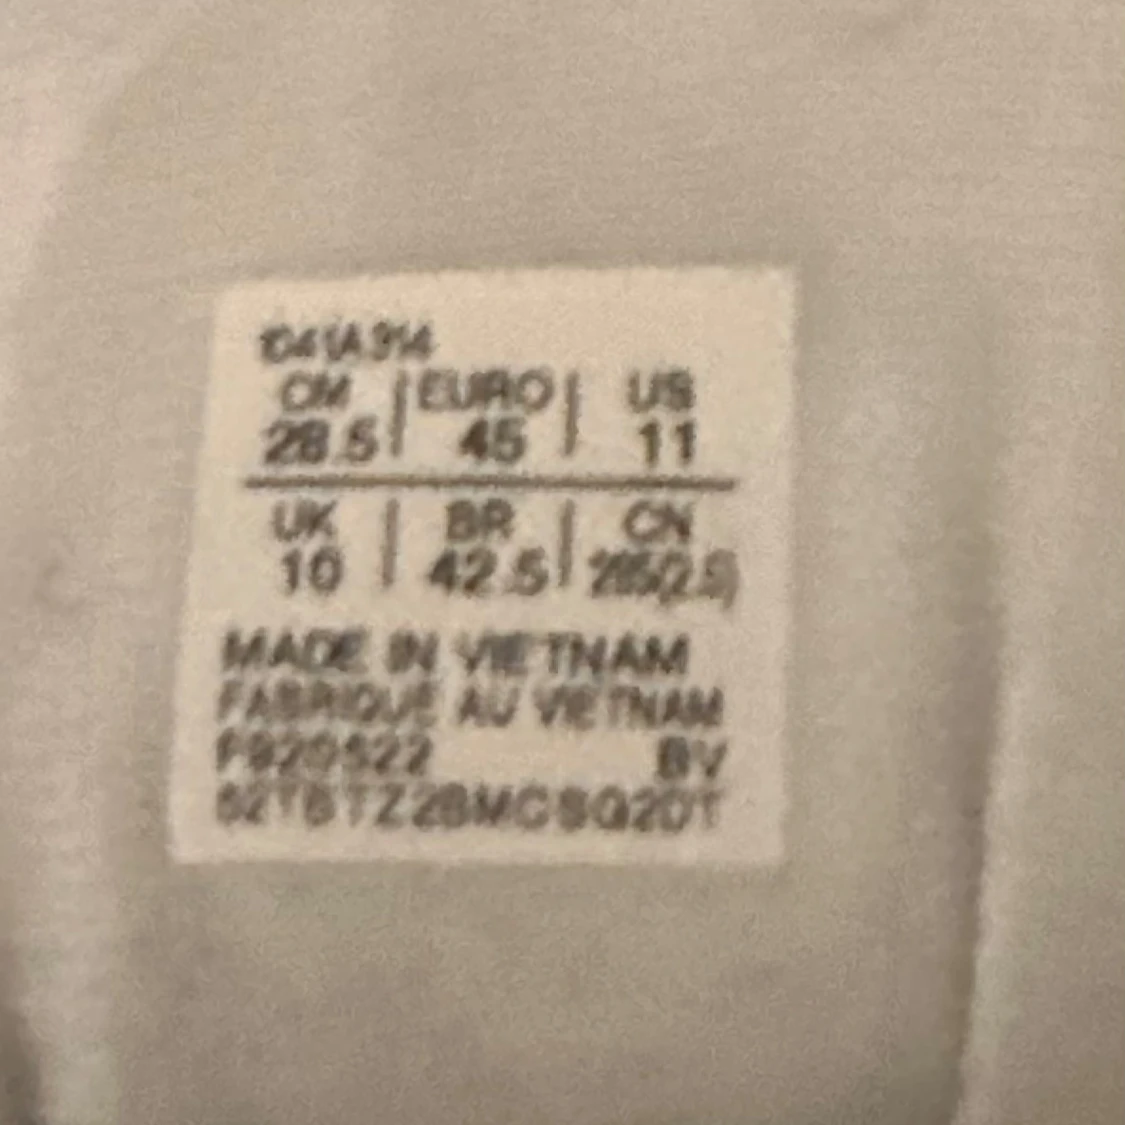 1041A314
CM | EURO | US
28.5 | 45 | 11
UK | BR | CN
10 | 42.5 | 285(2.5)
MADE IN VIETNAM
FABRIQUE AU VIETNAM
BV